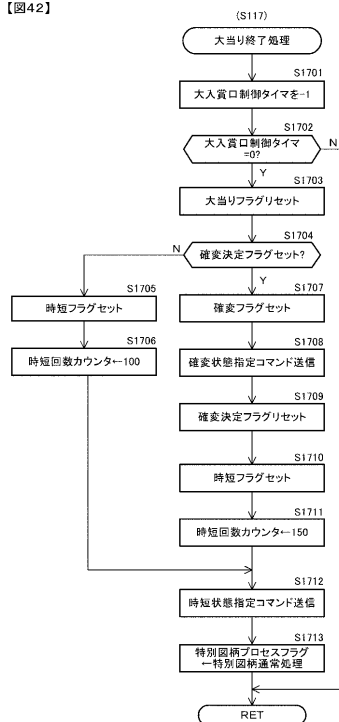 【図42】
(S117)
大当り終了処理
S1701
大入賞口制御タイマを-1
S1702
大入賞口制御タイマ
=0?
N
Y
S1703
大当りフラグリセット
S1704
確変決定フラグセット?
N
Y
S1705
時短フラグセット
S1706
時短回数カウンタ←100
S1707
確変フラグセット
S1708
確変状態指定コマンド送信
S1709
確変決定フラグリセット
S1710
時短フラグセット
S1711
時短回数カウンタ←150
S1712
時短状態指定コマンド送信
S1713
特別図柄プロセスフラグ
←特別図柄通常処理
RET